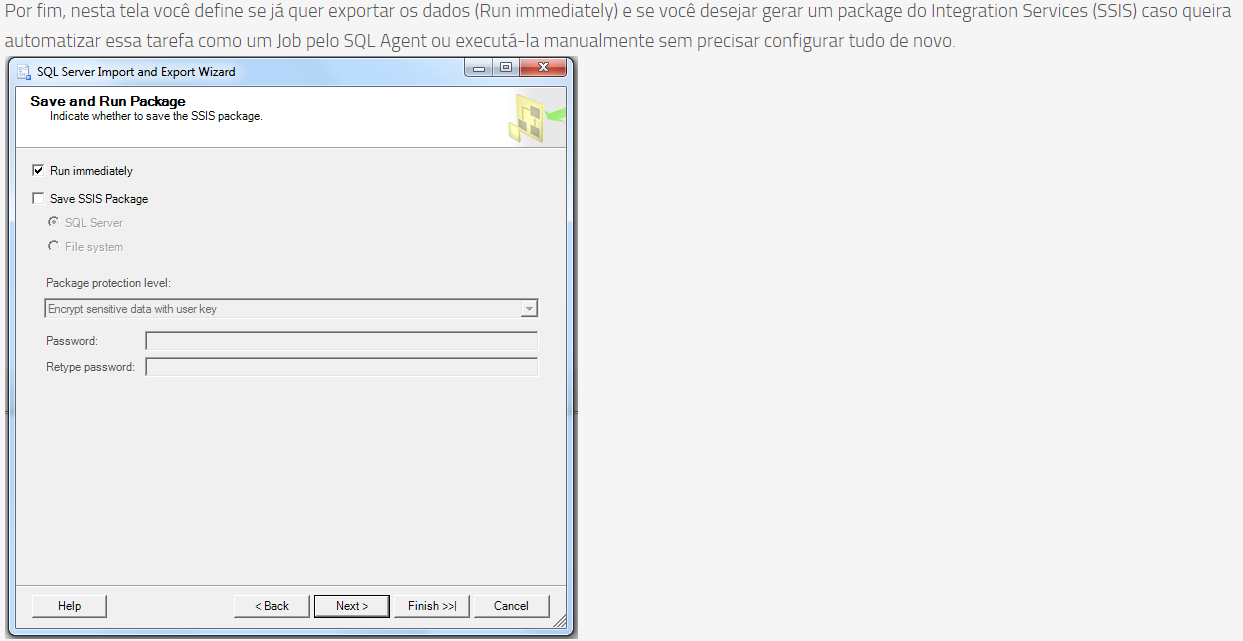 Por fim, nesta tela você define se já quer exportar os dados (Run immediately) e se você desejar gerar um package do Integration Services (SSIS) caso queira
automatizar essa tarefa como um Job pelo SQL Agent ou executá-la manualmente sem precisar configurar tudo de novo.
SQL Server Import and Export Wizard
Save and Run Package
Indicate whether to save the SSIS package.
Run immediately
Save SSIS Package
SQL Server
File system
Package protection level:
Encrypt sensitive data with user key
Password:
Retype password:
Help
< Back
Next >
Finish >>|
Cancel